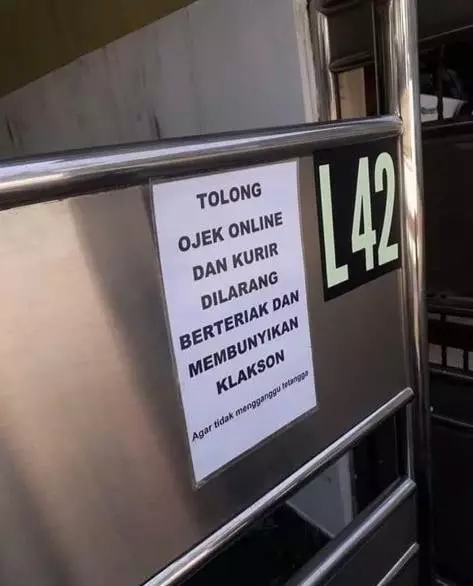 TOLONG
OJEK ONLINE
DAN KURIR
DILARANG
BERTERIAK DAN
MEMBUNYIKAN
KLAKSON
Agar tidak mengganggu tetangga
L42